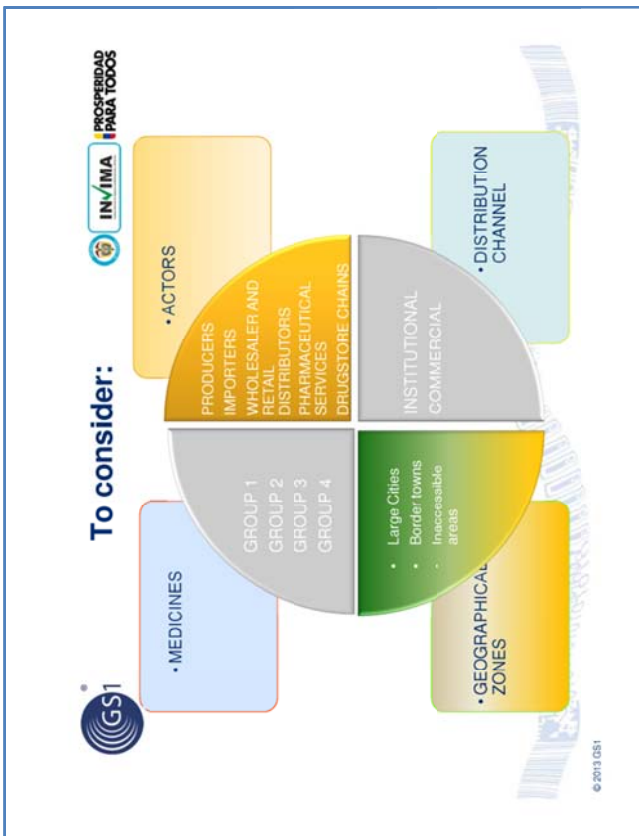 GS1
To consider:
INVIMA
PROSPERIDAD
PARA TODOS
• MEDICINES
• ACTORS
GROUP 1
GROUP 2
GROUP 3
GROUP 4
PRODUCERS
IMPORTERS
WHOLESALER AND
RETAIL
DISTRIBUTORS
PHARMACEUTICAL
SERVICES
DRUGSTORE CHAINS
• Large Cities
• Border towns
- Inaccessible
areas
INSTITUTIONAL
COMMERCIAL
• GEOGRAPHICAL
ZONES
• DISTRIBUTION
CHANNEL
© 2013 GS1